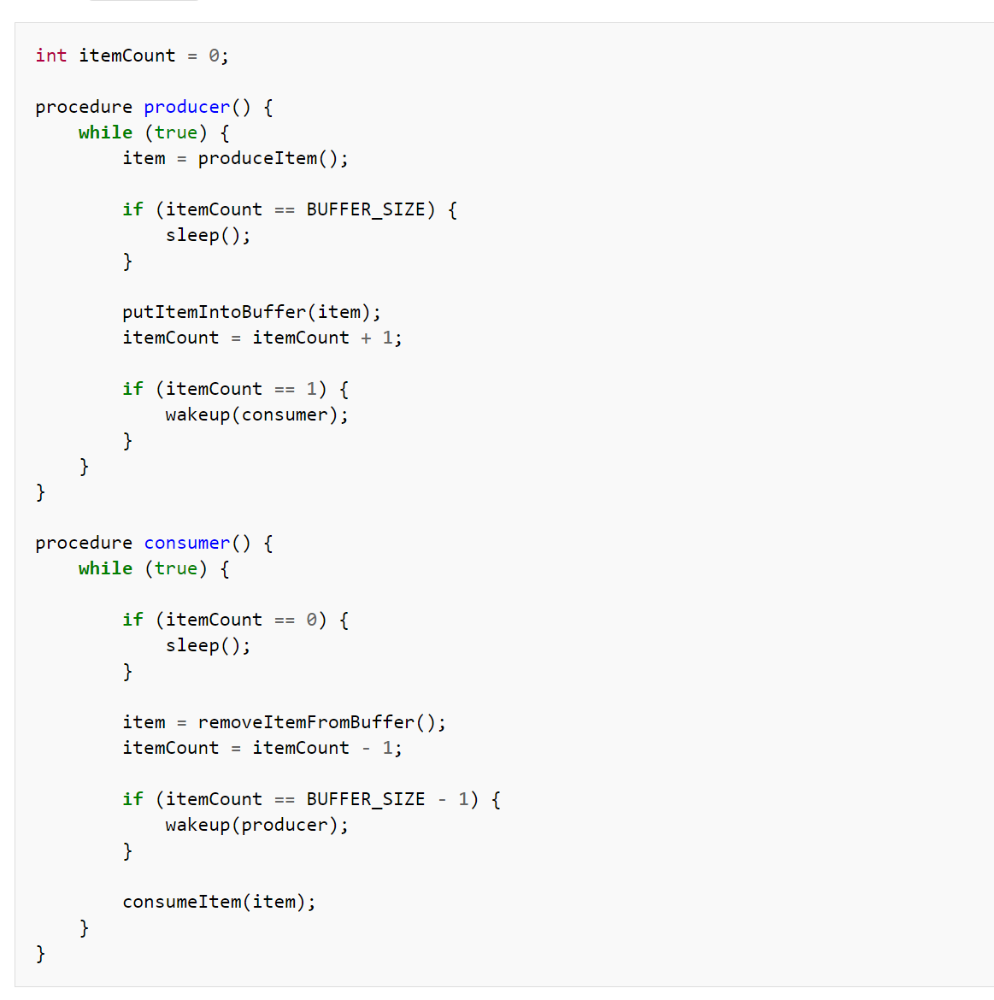 int itemCount = 0;
procedure producer() {
while (true) {
item = produceItem();
if (itemCount == BUFFER_SIZE) {
sleep();
}
putItemIntoBuffer(item);
itemCount = itemCount + 1;
if (itemCount == 1) {
wakeup(consumer);
}
}
}
procedure consumer() {
while (true) {
if (itemCount == 0) {
sleep();
}
item = removeItemFromBuffer();
itemCount = itemCount - 1;
if (itemCount == BUFFER_SIZE - 1) {
wakeup(producer);
}
consumeItem(item);
}
}